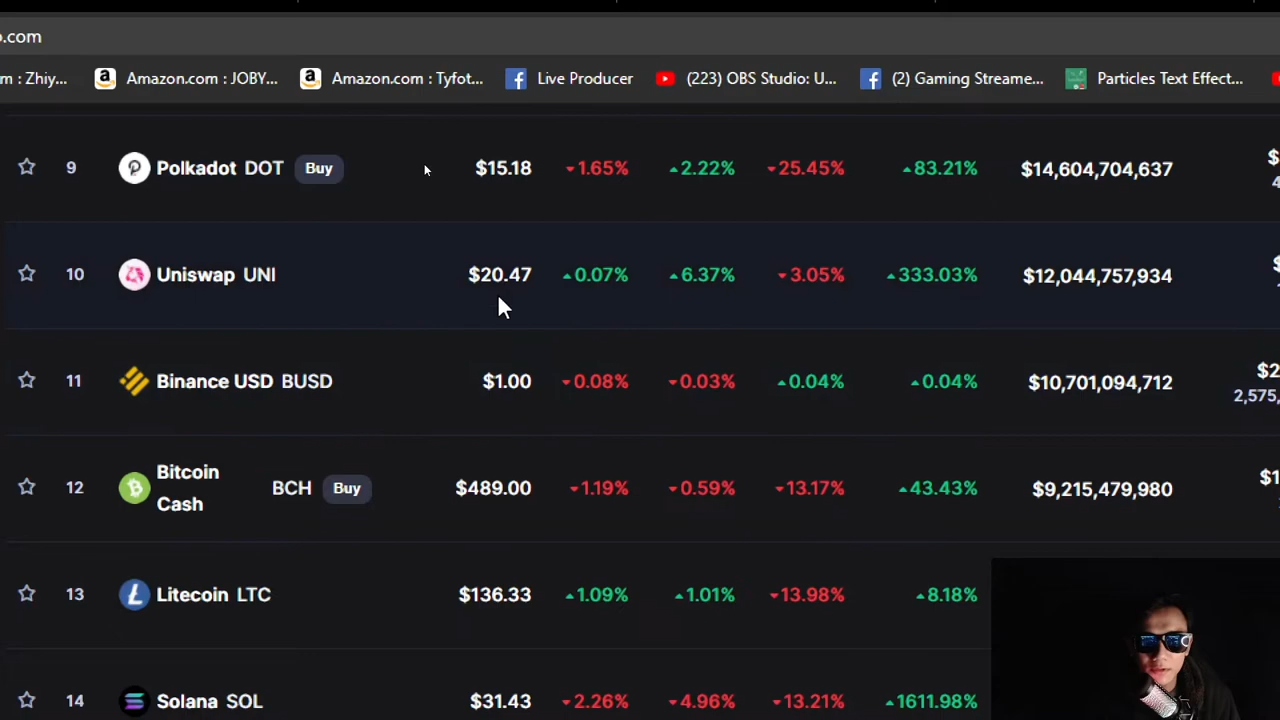 o.com
m : Zhiy... Amazon.com : JOBY... Amazon.com : Tyfot... Live Producer (223) OBS Studio: U... (2) Gaming Streame... Particles Text Effect...
9 Polkadot DOT Buy $15.18 1.65% 2.22% 25.45% 83.21% $14,604,704,637 $
10 Uniswap UNI $20.47 0.07% 6.37% 3.05% 333.03% $12,044,757,934 $
11 Binance USD BUSD $1.00 0.08% 0.03% 0.04% 0.04% $10,701,094,712 $2
2,575,
12 Bitcoin Cash BCH Buy $489.00 1.19% 0.59% 13.17% 43.43% $9,215,479,980 $1
13 Litecoin LTC $136.33 1.09% 1.01% 13.98% 8.18%
14 Solana SOL $31.43 2.26% 4.96% 13.21% 1611.98%